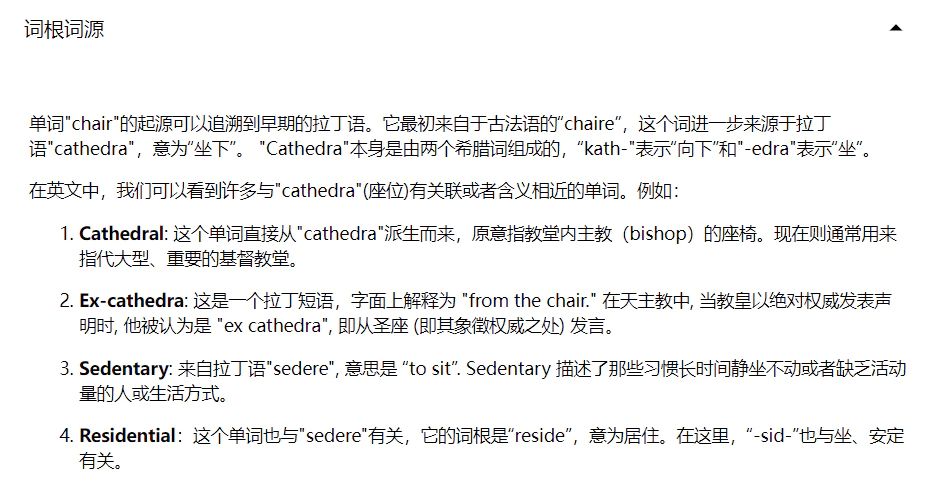 词根词源
单词"chair"的起源可以追溯到早期的拉丁语。它最初来自于古法语的“chaire”，这个词进一步来源于拉丁
语"cathedra"，意为“坐下”。 "Cathedra"本身是由两个希腊词组成的，“kath-"表示“向下”和"-edra"表示“坐“。
在英文中，我们可以看到许多与"cathedra"(座位)有关联或者含义相近的单词。例如：
1. Cathedral: 这个单词直接从"cathedra"派生而来，原意指教堂内主教（bishop）的座椅。现在则通常用来
指代大型、重要的基督教堂。
2. Ex-cathedra: 这是一个拉丁短语，字面上解释为 "from the chair." 在天主教中, 当教皇以绝对权威发表声
明时, 他被认为是 "ex cathedra", 即从圣座 (即其象徵权威之处) 发言。
3. Sedentary: 来自拉丁语"sedere", 意思是 “to sit”. Sedentary 描述了那些习惯长时间静坐不动或者缺乏活动
量的人或生活方式。
4. Residential：这个单词也与"sedere"有关，它的词根是“reside”，意为居住。在这里，“-sid-”也与坐、安定
有关。